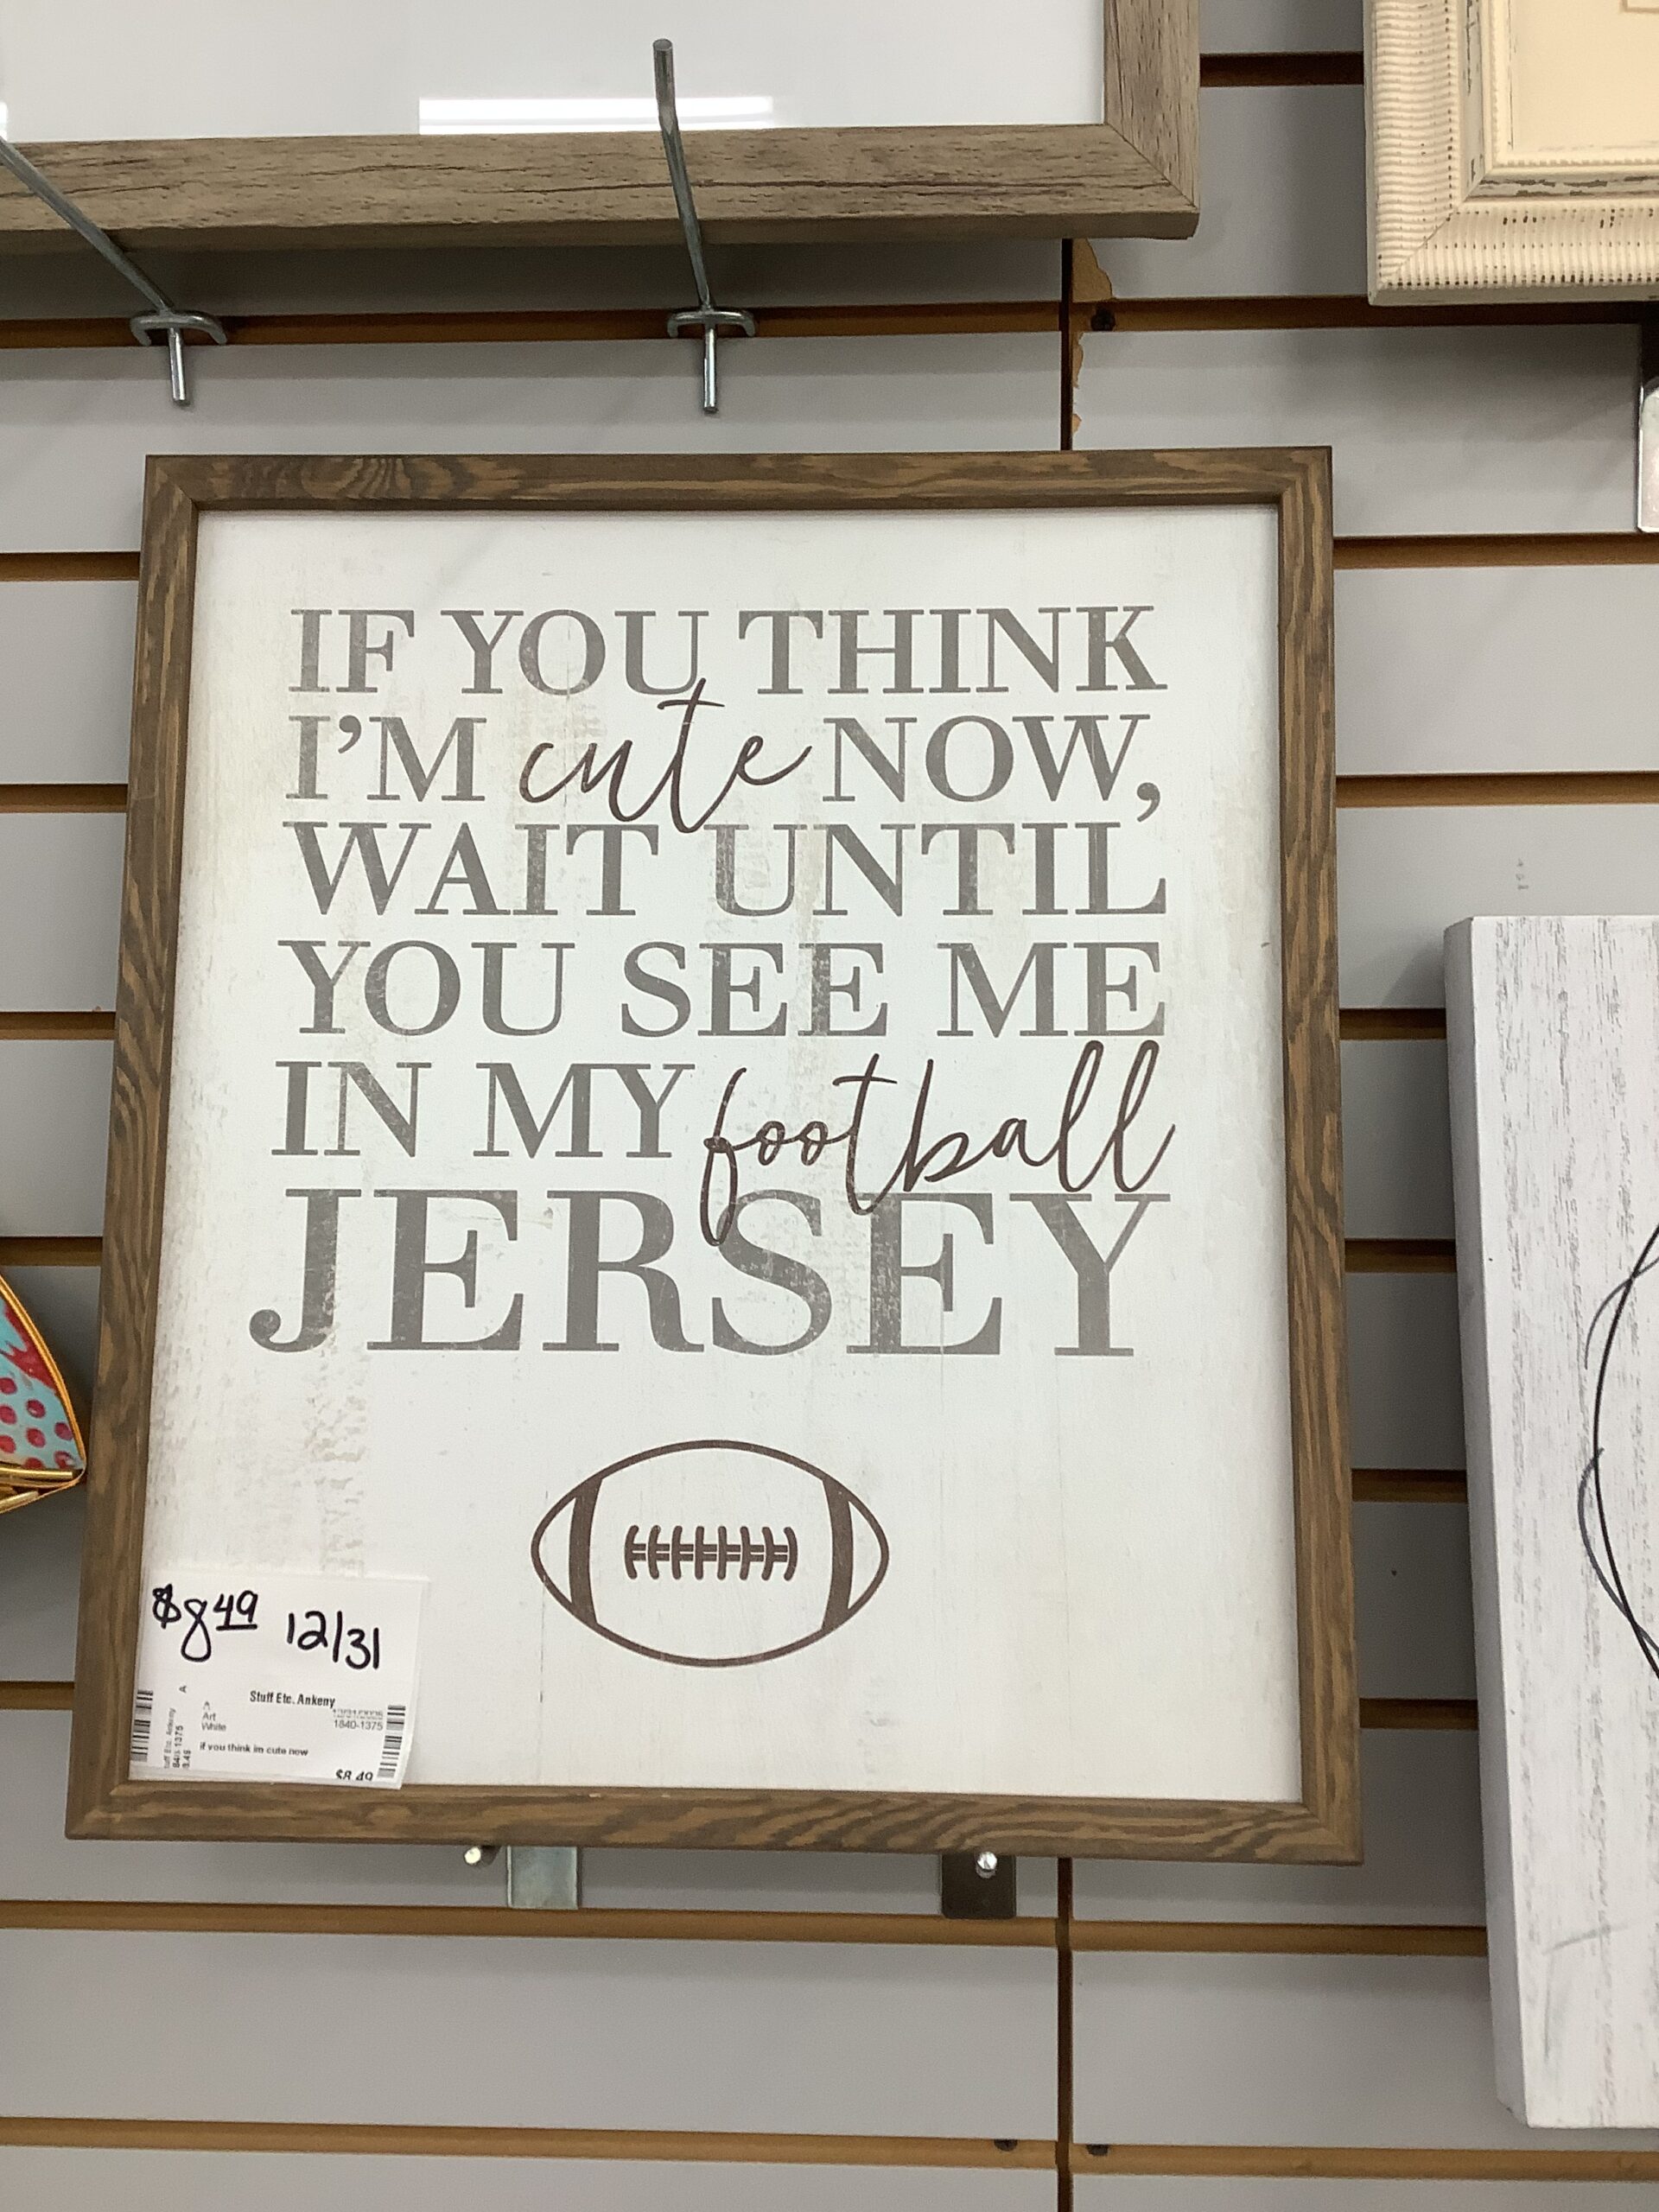 IF YOU THINK
I'M cute NOW,
WAIT UNTIL
YOU SEE ME
IN MY football
JERSEY
$8 49 12/31
Stuff Etc. Ankeny
A
Art
1840-1375
White
if you think im cute now
$8.49